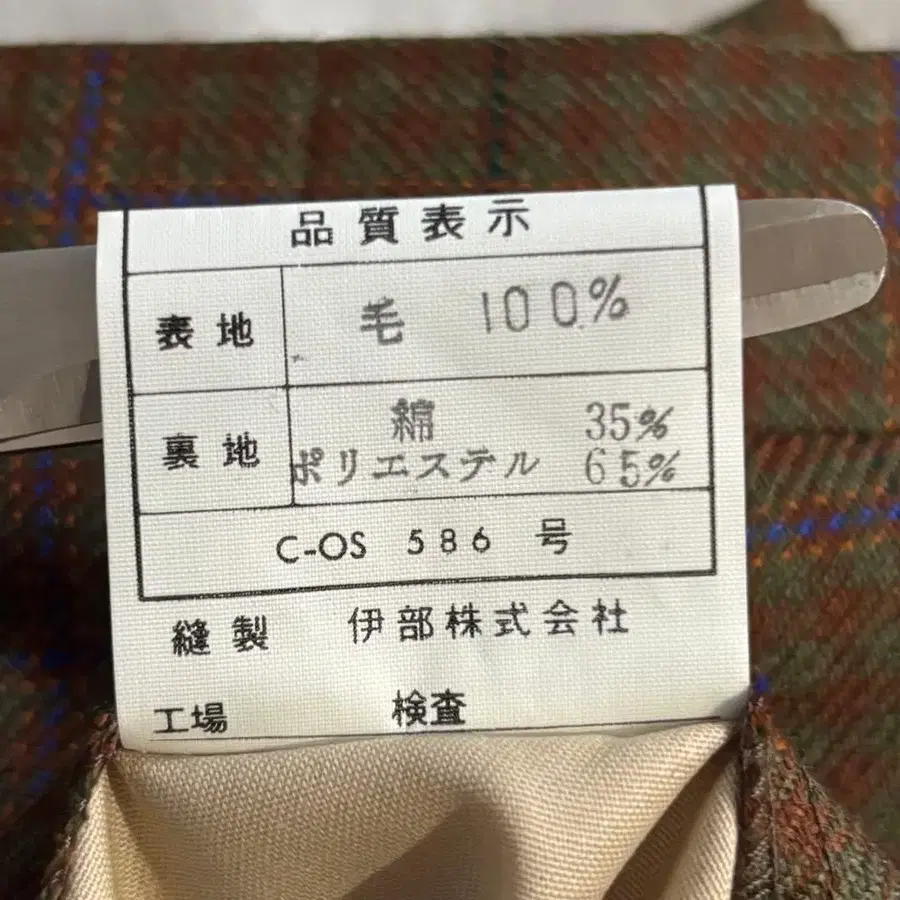 品質表示
表地 毛 100%
裏地 綿 35%
ポリエステル 65%
C-OS 586 号
縫製 伊部株式会社
工場 検査